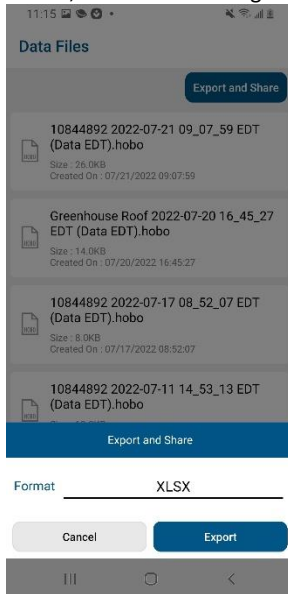 11:15
Data Files
Export and Share
10844892 2022-07-21 09_07_59 EDT
(Data EDT).hobo
Size : 26.0KB
Created On : 07/21/2022 09:07:59
HOBO
Greenhouse Roof 2022-07-20 16_45_27
EDT (Data EDT).hobo
Size : 14.0KB
Created On : 07/20/2022 16:45:27
HOBO
10844892 2022-07-17 08_52_07 EDT
(Data EDT).hobo
Size : 8.0KB
Created On : 07/17/2022 08:52:07
HOBO
10844892 2022-07-11 14_53_13 EDT
(Data EDT).hobo
HOBO
Export and Share
Format XLSX
Cancel Export